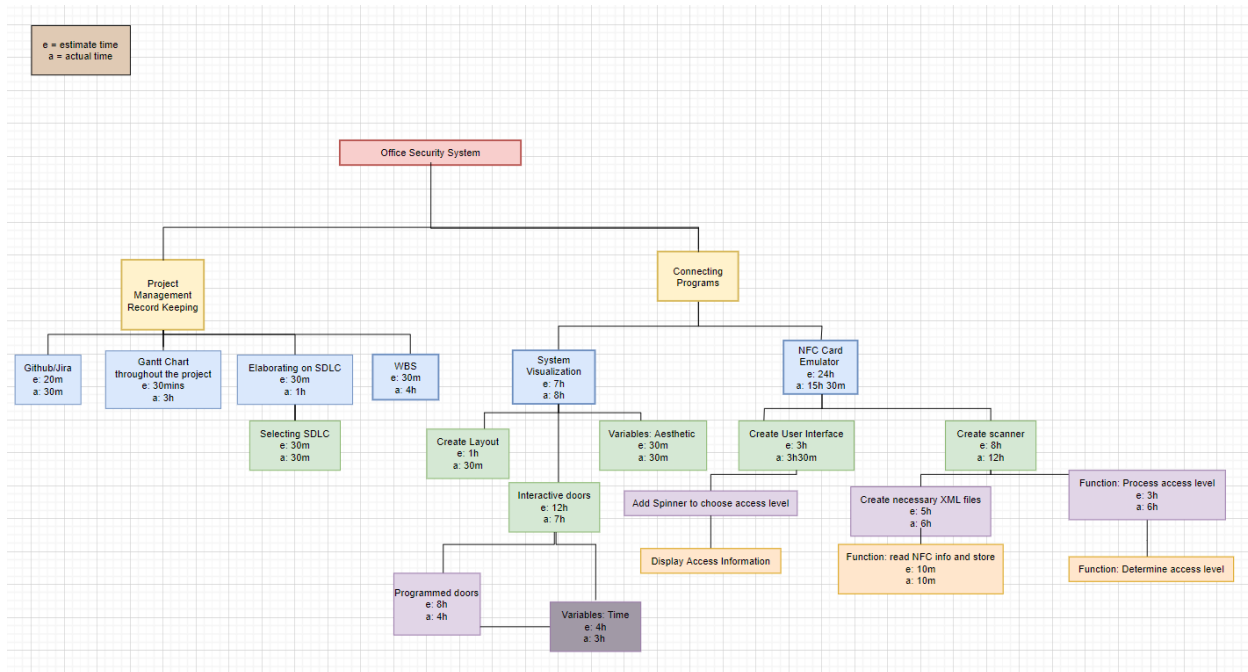 e = estimate time
a = actual time
Office Security System
Project
Management
Record Keeping
Connecting
Programs
Github/Jira
e: 20m
a: 30m
Gantt Chart
throughout the project
e: 30mins
a: 3h
Elaborating on SDLC
e: 30m
a: 1h
WBS
e: 30m
a: 4h
System
Visualization
e: 7h
a: 8h
NFC Card
Emulator
e: 24h
a: 15h 30m
Selecting SDLC
e: 30m
a: 30m
Create Layout
e: 1h
a: 30m
Variables: Aesthetic
e: 30m
a: 30m
Create User Interface
e: 3h
a: 3h30m
Create scanner
e: 8h
a: 12h
Interactive doors
e: 12h
a: 7h
Add Spinner to choose access level
Create necessary XML files
e: 5h
a: 6h
Function: Process access level
e: 3h
a: 6h
Display Access Information
Function: read NFC info and store
e: 10m
a: 10m
Function: Determine access level
Programmed doors
e: 8h
a: 4h
Variables: Time
e: 4h
a: 3h